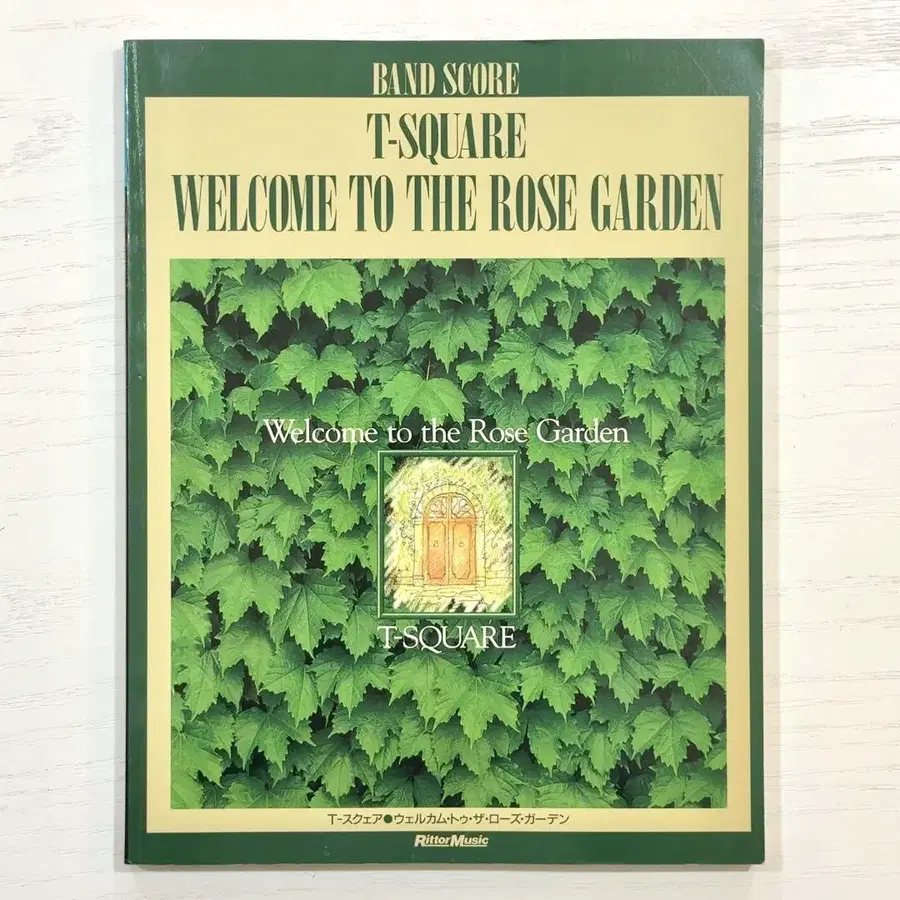 BAND SCORE
T-SQUARE
WELCOME TO THE ROSE GARDEN
Welcome to the Rose Garden
T-SQUARE
T-スクェア●ウェルカム・トゥ・ザ・ローズ・ガーデン
RittorMusic